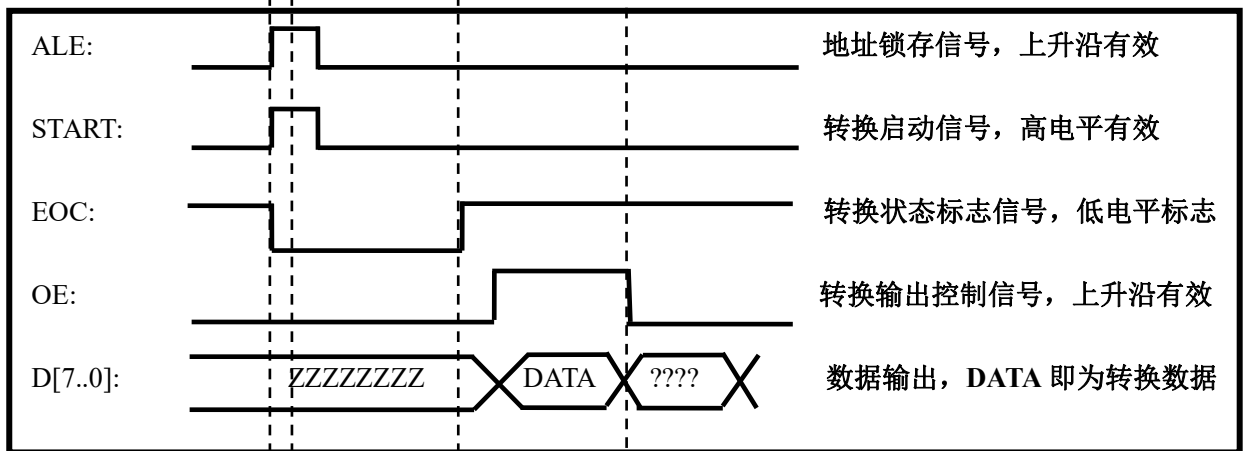 ALE: 地址锁存信号，上升沿有效
START: 转换启动信号，高电平有效
EOC: 转换状态标志信号，低电平标志
OE: 转换输出控制信号，上升沿有效
D[7..0]: ZZZZZZZZ DATA ???? 数据输出，DATA 即为转换数据